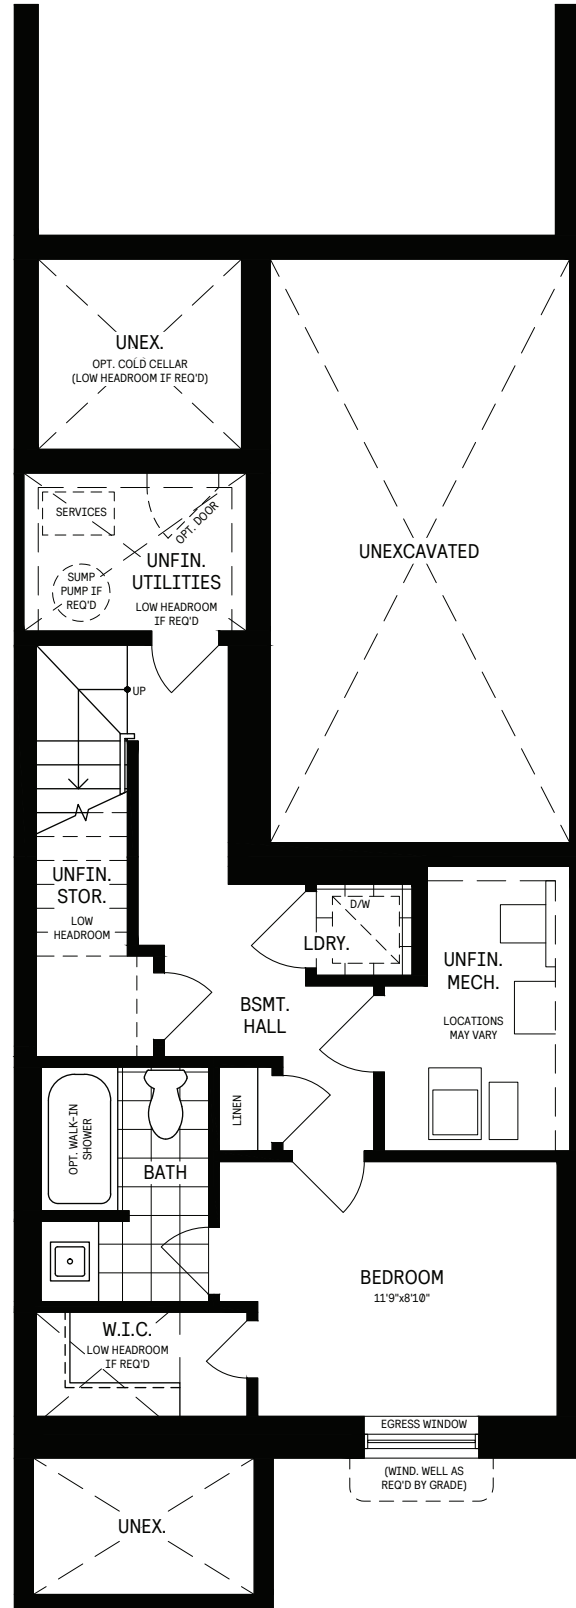 UNEX.
OPT. COLD CELLAR
(LOW HEADROOM IF REQ'D)
SERVICES
OPT. DOOR
UNFIN.
UTILITIES
LOW HEADROOM
IF REQ'D
SUMP
PUMP IF
REQ'D
UNEXCAVATED
UP
UNFIN.
STOR.
LOW
HEADROOM
D/W
LDRY.
UNFIN.
MECH.
LOCATIONS
MAY VARY
BSMT.
HALL
OPT. WALK-IN
SHOWER
LINEN
BATH
BEDROOM
11'9"x8'10"
W.I.C.
LOW HEADROOM
IF REQ'D
EGRESS WINDOW
(WIND. WELL AS
REQ'D BY GRADE)
UNEX.